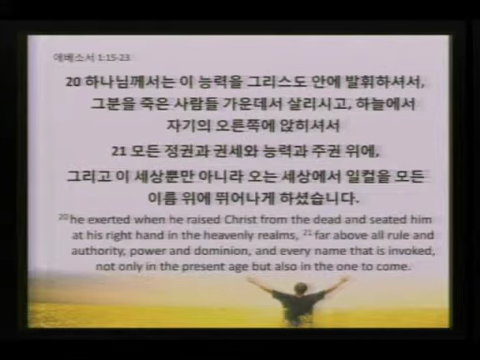 에베소서 1:15-23
20 하나님께서는 이 능력을 그리스도 안에 발휘하셔서,
그분을 죽은 사람들 가운데서 살리시고, 하늘에서
자기의 오른쪽에 앉히셔서
21 모든 정권과 권세와 능력과 주권 위에,
그리고 이 세상뿐만 아니라 오는 세상에서 일컬을 모든
이름 위에 뛰어나게 하셨습니다.
20 he exerted when he raised Christ from the dead and seated him
at his right hand in the heavenly realms, 21 far above all rule and
authority, power and dominion, and every name that is invoked,
not only in the present age but also in the one to come.